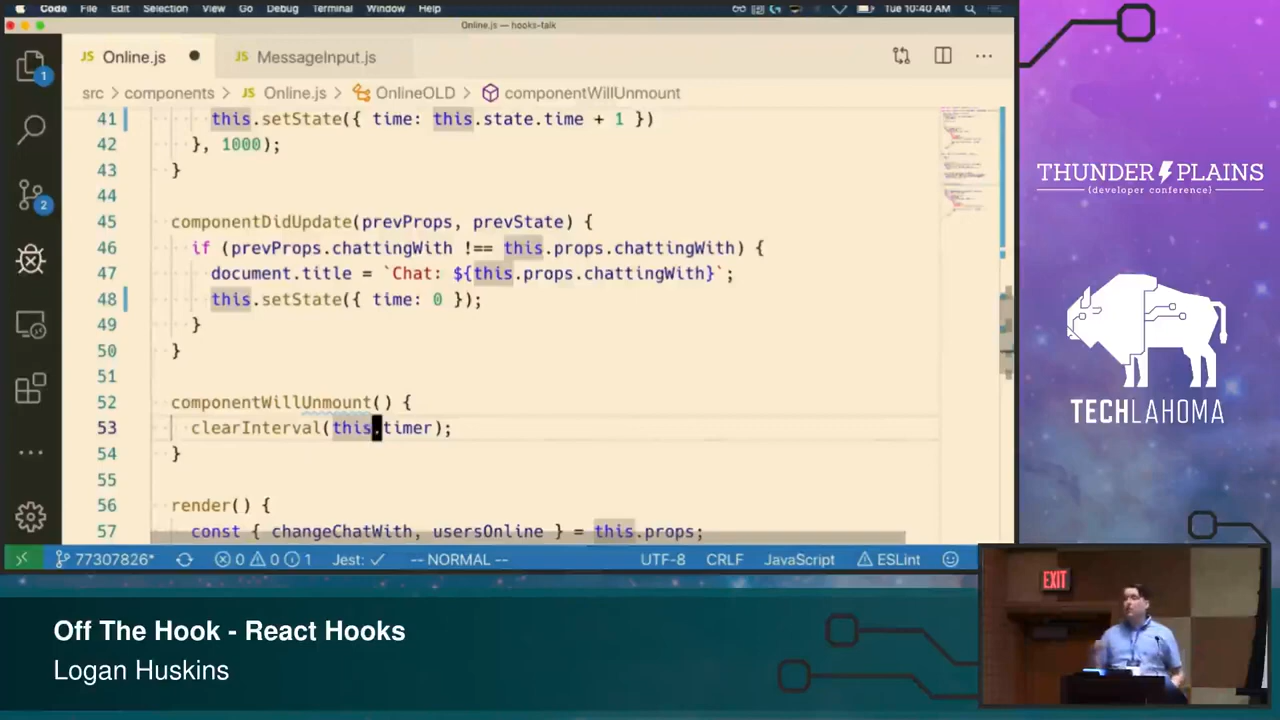 Code File Edit Selection View Go Debug Terminal Window Help Tue 10:40 AM
Online.js — hooks-talk
JS Online.js JS MessageInput.js
src > components > JS Online.js > OnlineOLD > componentWillUnmount
1
2
41 this.setState({ time: this.state.time + 1 })
42 }, 1000);
43 }
44
45 componentDidUpdate(prevProps, prevState) {
46 if (prevProps.chattingWith !== this.props.chattingWith) {
47 document.title = `Chat: ${this.props.chattingWith}`;
48 this.setState({ time: 0 });
49 }
50 }
51
52 componentWillUnmount() {
53 clearInterval(this.timer);
54 }
55
56 render() {
57 const { changeChatWith, usersOnline } = this.props;
77307826* 0 0 1 Jest: ✓ -- NORMAL -- UTF-8 CRLF JavaScript ESLint
THUNDER PLAINS
{developer conference}
TECHLAHOMA
EXIT
Off The Hook - React Hooks
Logan Huskins